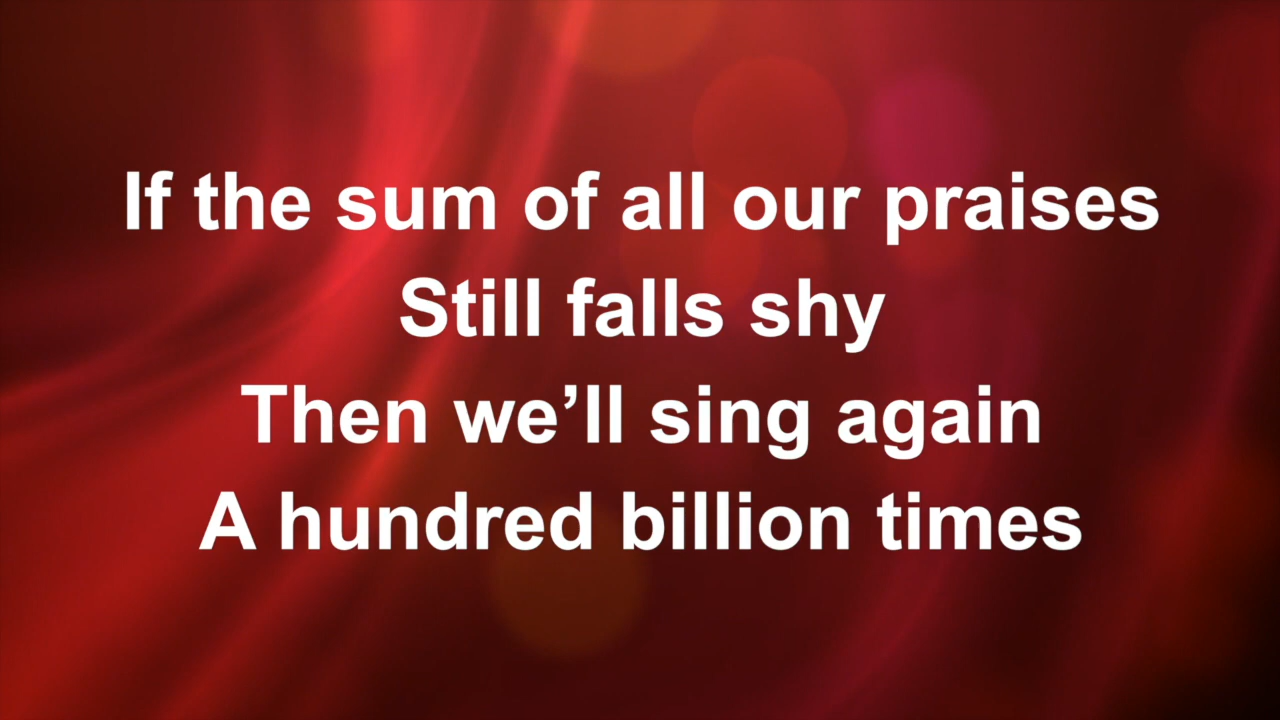 If the sum of all our praises
Still falls shy
Then we’ll sing again
A hundred billion times